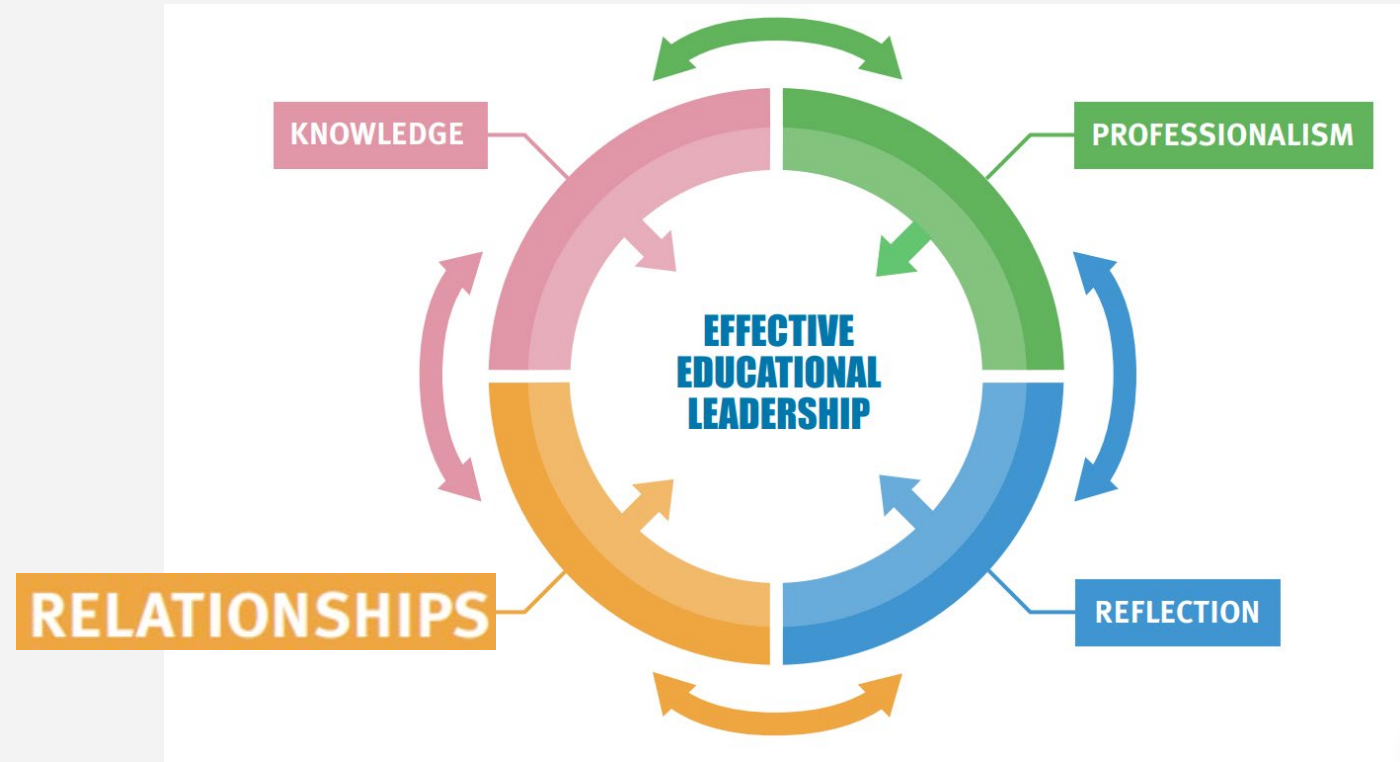 KNOWLEDGE
PROFESSIONALISM
EFFECTIVE
EDUCATIONAL
LEADERSHIP
RELATIONSHIPS
REFLECTION